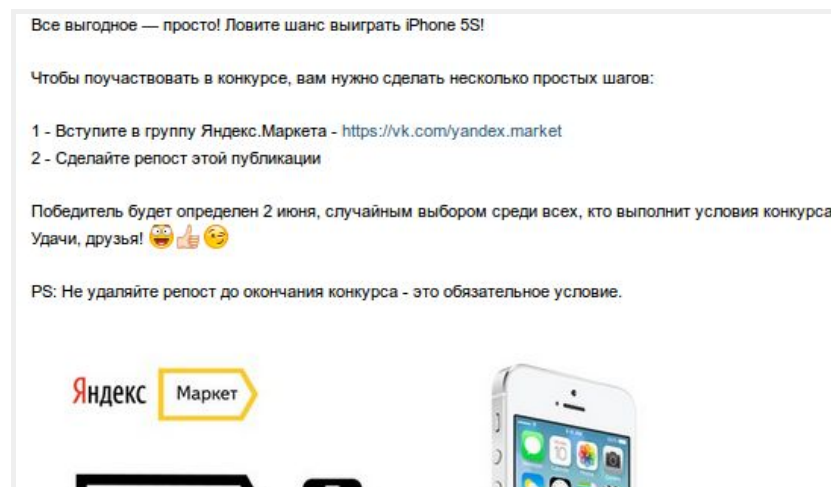 Все выгодное — просто! Ловите шанс выиграть iPhone 5S!
Чтобы поучаствовать в конкурсе, вам нужно сделать несколько простых шагов:
1 - Вступите в группу Яндекс.Маркета - https://vk.com/yandex.market
2 - Сделайте репост этой публикации
Победитель будет определен 2 июня, случайным выбором среди всех, кто выполнит условия конкурса
Удачи, друзья!
PS: Не удаляйте репост до окончания конкурса - это обязательное условие.
Яндекс Маркет